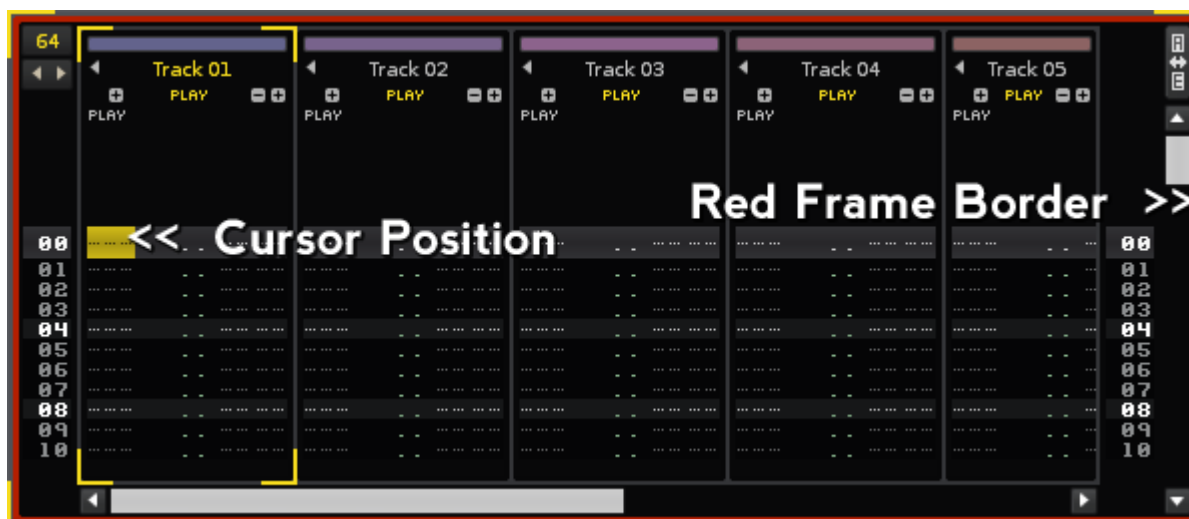 64
Track 01 Track 02 Track 03 Track 04 Track 05
PLAY PLAY PLAY PLAY PLAY
PLAY PLAY PLAY PLAY PLAY
A
E
Red Frame Border >>
00 << Cursor Position 00
01 01
02 02
03 03
04 04
05 05
06 06
07 07
08 08
09 09
10 10